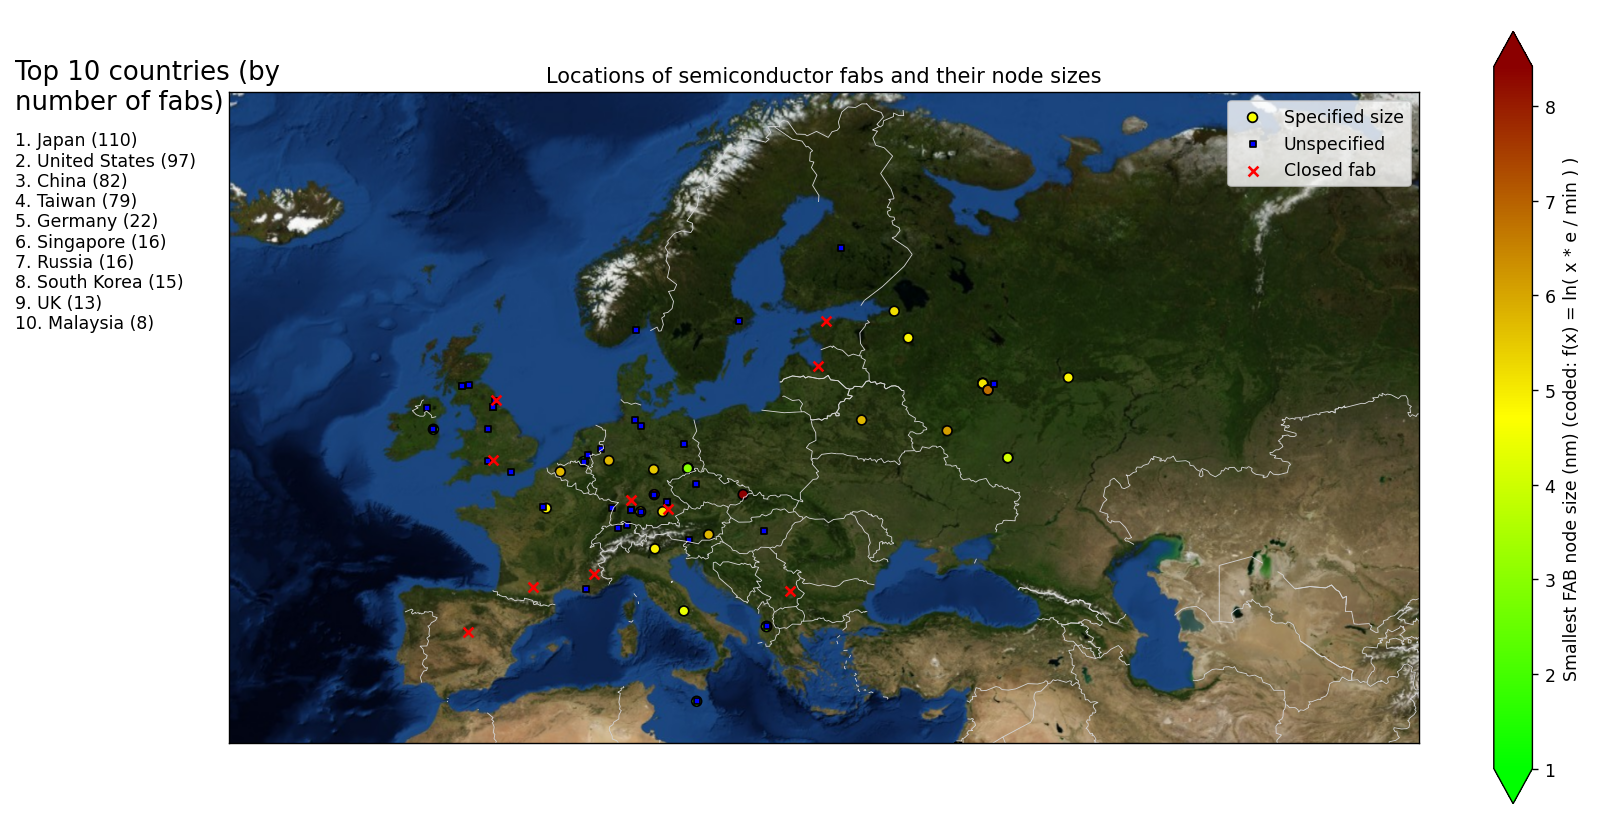 Top 10 countries (by
number of fabs)
1. Japan (110)
2. United States (97)
3. China (82)
4. Taiwan (79)
5. Germany (22)
6. Singapore (16)
7. Russia (16)
8. South Korea (15)
9. UK (13)
10. Malaysia (8)
Locations of semiconductor fabs and their node sizes
Specified size
Unspecified
Closed fab
8
7
6
5
4
3
2
1
Smallest FAB node size (nm) (coded: f(x) = ln( x * e / min ) )